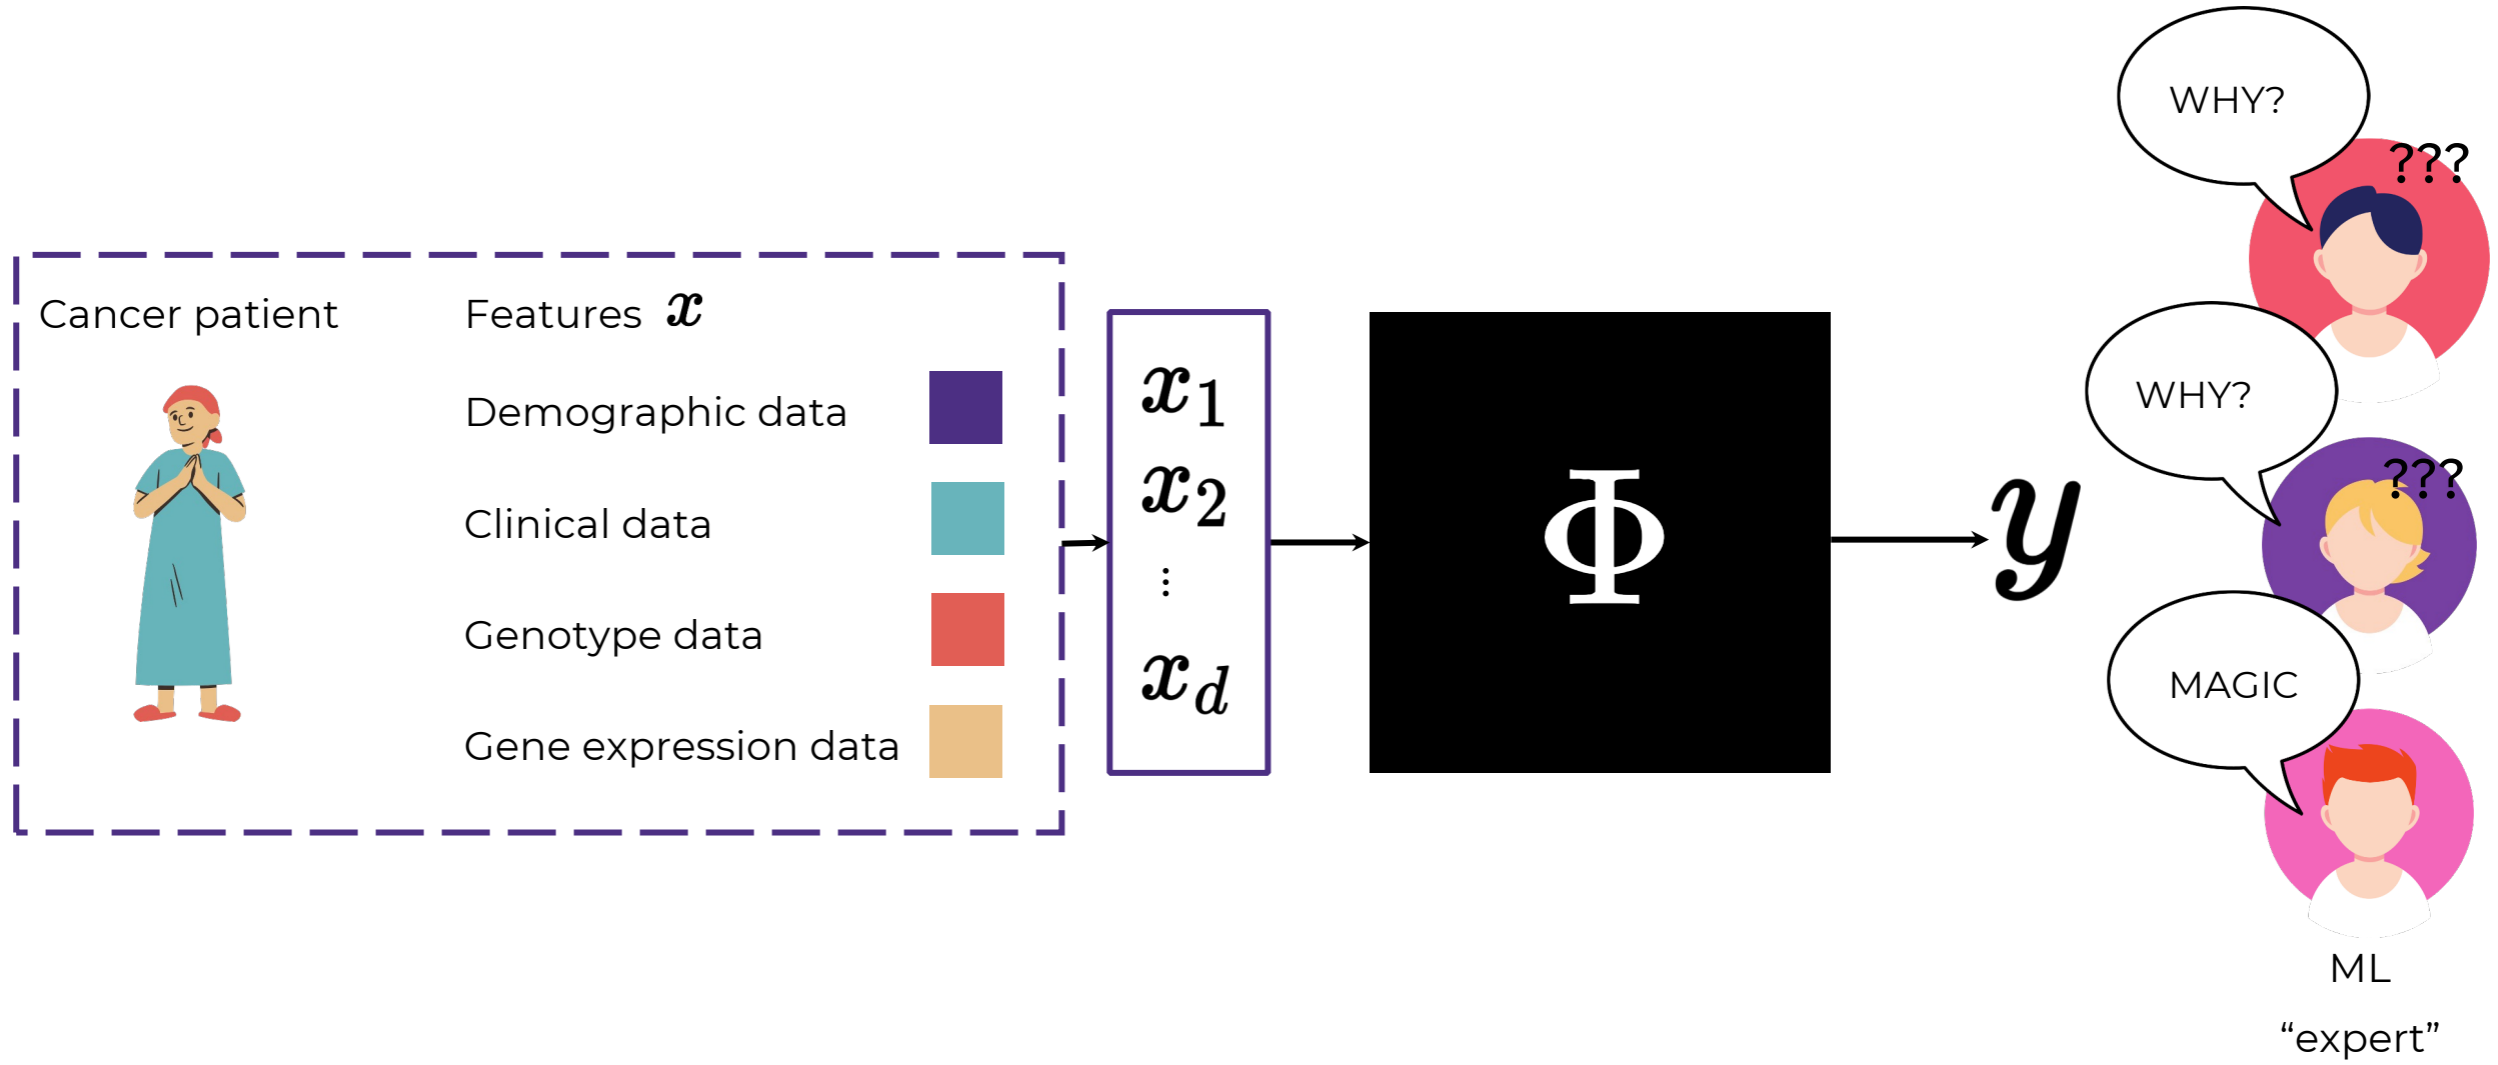 Cancer patient
Features x
Demographic data
Clinical data
Genotype data
Gene expression data
x1
x2
⋮
xd
Φ
y
WHY?
???
WHY?
???
MAGIC
ML
“expert”